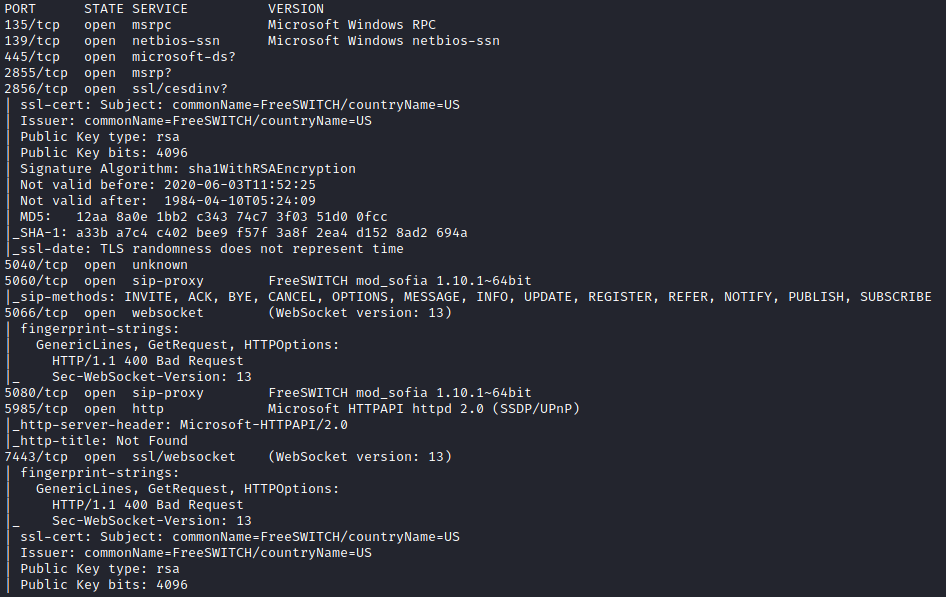 PORT      STATE SERVICE       VERSION
135/tcp   open  msrpc         Microsoft Windows RPC
139/tcp   open  netbios-ssn   Microsoft Windows netbios-ssn
445/tcp   open  microsoft-ds?
2855/tcp  open  msrp?
2856/tcp  open  ssl/cesdinv?
| ssl-cert: Subject: commonName=FreeSWITCH/countryName=US
| Issuer: commonName=FreeSWITCH/countryName=US
| Public Key type: rsa
| Public Key bits: 4096
| Signature Algorithm: sha1WithRSAEncryption
| Not valid before: 2020-06-03T11:52:25
| Not valid after:  1984-04-10T05:24:09
| MD5:   12aa 8a0e 1bb2 c343 74c7 3f03 51d0 0fcc
|_SHA-1: a33b a7c4 c402 bee9 f57f 3a8f 2ea4 d152 8ad2 694a
|_ssl-date: TLS randomness does not represent time
5040/tcp  open  unknown
5060/tcp  open  sip-proxy     FreeSWITCH mod_sofia 1.10.1~64bit
|_sip-methods: INVITE, ACK, BYE, CANCEL, OPTIONS, MESSAGE, INFO, UPDATE, REGISTER, REFER, NOTIFY, PUBLISH, SUBSCRIBE
5066/tcp  open  websocket     (WebSocket version: 13)
| fingerprint-strings:
|   GenericLines, GetRequest, HTTPOptions:
|     HTTP/1.1 400 Bad Request
|_    Sec-WebSocket-Version: 13
5080/tcp  open  sip-proxy     FreeSWITCH mod_sofia 1.10.1~64bit
5985/tcp  open  http          Microsoft HTTPAPI httpd 2.0 (SSDP/UPnP)
|_http-server-header: Microsoft-HTTPAPI/2.0
|_http-title: Not Found
7443/tcp  open  ssl/websocket (WebSocket version: 13)
| fingerprint-strings:
|   GenericLines, GetRequest, HTTPOptions:
|     HTTP/1.1 400 Bad Request
|_    Sec-WebSocket-Version: 13
| ssl-cert: Subject: commonName=FreeSWITCH/countryName=US
| Issuer: commonName=FreeSWITCH/countryName=US
| Public Key type: rsa
| Public Key bits: 4096